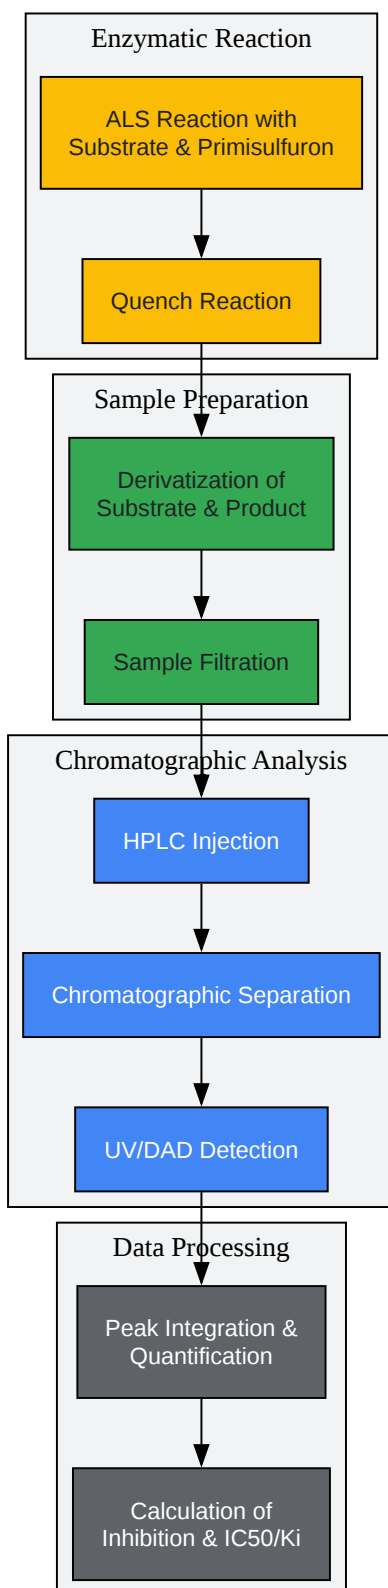 Enzymatic Reaction
ALS Reaction with
Substrate & Primisulfuron
Quench Reaction
Sample Preparation
Derivatization of
Substrate & Product
Sample Filtration
Chromatographic Analysis
HPLC Injection
Chromatographic Separation
UV/DAD Detection
Data Processing
Peak Integration &
Quantification
Calculation of
Inhibition & IC50/Ki